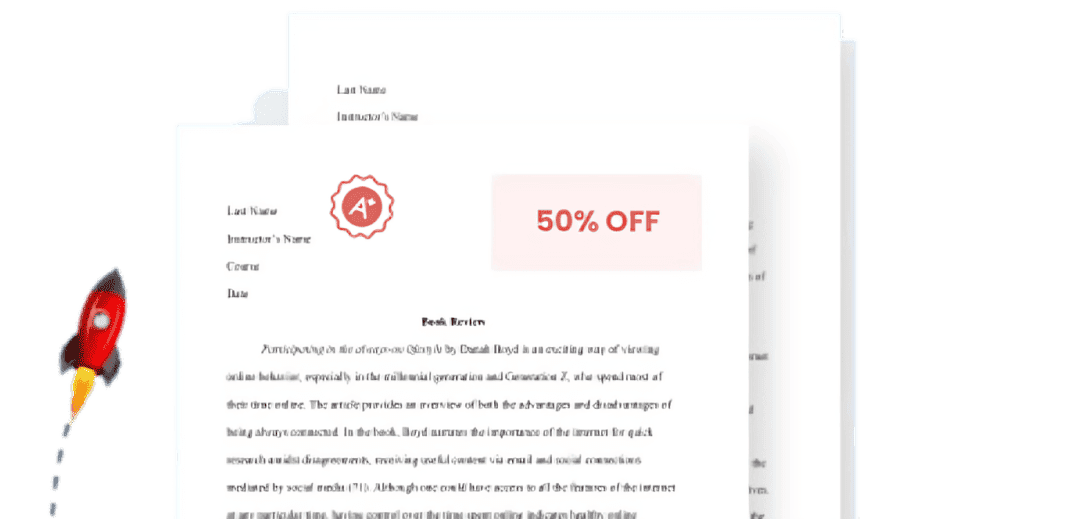 Last Name
Instructor's Name
Last Name
A+
50% OFF
Instructor's Name
Course
Date
Book Review
Participating in the always-on lifestyle by Danah Boyd is an exciting way of viewing
online behavior, especially in the millennial generation and Generation Z, who spend most of
their time online. The article provides an overview of both the advantages and disadvantages of
being always connected. In the book, Boyd narrates the importance of the internet for quick
research amidst disagreements, receiving useful content via email and social connections
mediated by social media (71). Although one could have access to all the features of the internet
at any particular time, having control over the time spent online indicates healthy online
of
s of
the